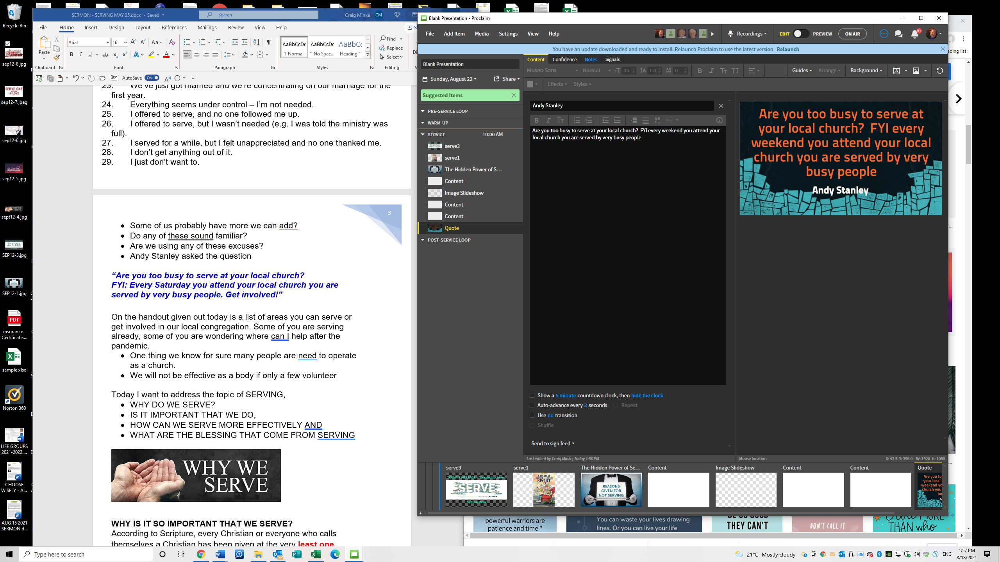 Recycle Bin
sep12-8.jpg
sep12-7.jpeg
sep12-6.jpg
sep12-5.jpg
sept12-4.jpg
SEP12-3.jpg
SEP12-1.jpg
insurance -
Certificate....
sample.xlsx
Norton 360
LIFE GROUPS
2021-2022....
CHOOSE
WISELY - A...
AUG 15 2021
SERMON.d...
SERMON - SERVING MAY 25.docx - Saved
Search
Craig Minke
CM
File Home Insert Design Layout References Mailings Review View Help
Paste
Arial
16
AaBbCcDc AaBbCcDc AaBbCc
¶ Normal ¶ No Spac... Heading 1
Find
Replace
Select
Clipboard Font Paragraph Styles Editing
AutoSave On
23. We've just got married and we're concentrating on our marriage for the
first year.
24. Everything seems under control – I'm not needed.
25. I offered to serve, and no one followed me up.
26. I offered to serve, but I wasn't needed (e.g. I was told the ministry was
full).
27. I served for a while, but I felt unappreciated and no one thanked me.
28. I don't get anything out of it.
29. I just don't want to.
3
• Some of us probably have more we can add?
• Do any of these sound familiar?
• Are we using any of these excuses?
• Andy Stanley asked the question
“Are you too busy to serve at your local church?
FYI: Every Saturday you attend your local church you are
served by very busy people. Get involved!”
On the handout given out today is a list of areas you can serve or
get involved in our local congregation. Some of you are serving
already, some of you are wondering where can I help after the
pandemic.
• One thing we know for sure many people are need to operate
as a church.
• We will not be effective as a body if only a few volunteer
Today I want to address the topic of SERVING,
• WHY DO WE SERVE?
• IS IT IMPORTANT THAT WE DO,
• HOW CAN WE SERVE MORE EFFECTIVELY AND
• WHAT ARE THE BLESSING THAT COME FROM SERVING
WHY WE
SERVE
WHY IS IT SO IMPORTANT THAT WE SERVE?
According to Scripture, every Christian or everyone who calls
themselves a Christian has been given at the very least one
Blank Presentation - Proclaim
File Add Item Media Settings View Help
Recordings
EDIT PREVIEW ON AIR
9+
You have an update downloaded and ready to install. Relaunch Proclaim to use the latest version Relaunch
Blank Presentation
Sunday, August 22
Share
Suggested Items
PRE-SERVICE LOOP
WARM-UP
SERVICE 10:00 AM
serve3
serve1
The Hidden Power of S...
Content
Image Slideshow
Content
Content
Quote
POST-SERVICE LOOP
Content Confidence Notes Signals
Museo Sans Normal 45 1.0 0
Guides Arrange Background
Effects Styles
Andy Stanley
Are you too busy to serve at your local church? FYI every weekend you attend your
local church you are served by very busy people
Show a 5 minute countdown clock, then hide the clock
Auto-advance every 3 seconds Repeat
Use no transition
Shuffle
Send to sign feed
Last edited by Craig Minke, Today 1:56 PM
Are you too busy to serve at
your local church? FYI every
weekend you attend your local
church you are served by very
busy people
Andy Stanley
Mouse location
X: 42.5 Y: 398.0 W: 1920 H: 1080
serve3 serve1 The Hidden Power of Se... Content Image Slideshow Content Content Quote
TODAY'S MESSAGE - "Created to Serve"
SERVE
By Craig Minke
CHURCH
NO SPECTATOR
SPORT
REASONS
GIVEN FOR
NOT SERVING
ading list
powerful warriors are
patience and time "
You can waste your lives drawing
lines. Or you can live your life
THEY CAN'T
DON'T CALL IT
THAN who
Type here to search
21°C Mostly cloudy
ENG
1:57 PM
8/18/2021